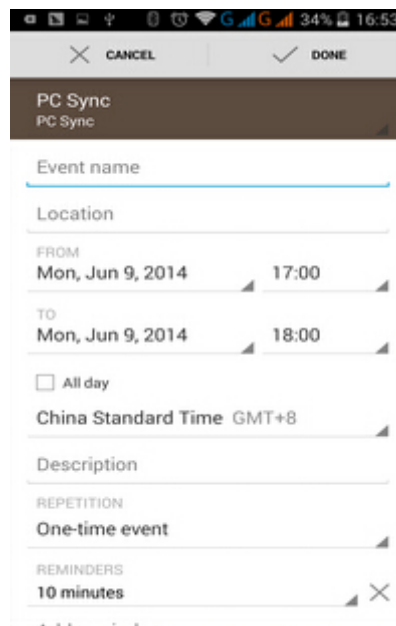 G G 34% 16:53
CANCEL DONE
PC Sync
PC Sync
Event name
Location
FROM
Mon, Jun 9, 2014 17:00
TO
Mon, Jun 9, 2014 18:00
All day
China Standard Time GMT+8
Description
REPETITION
One-time event
REMINDERS
10 minutes